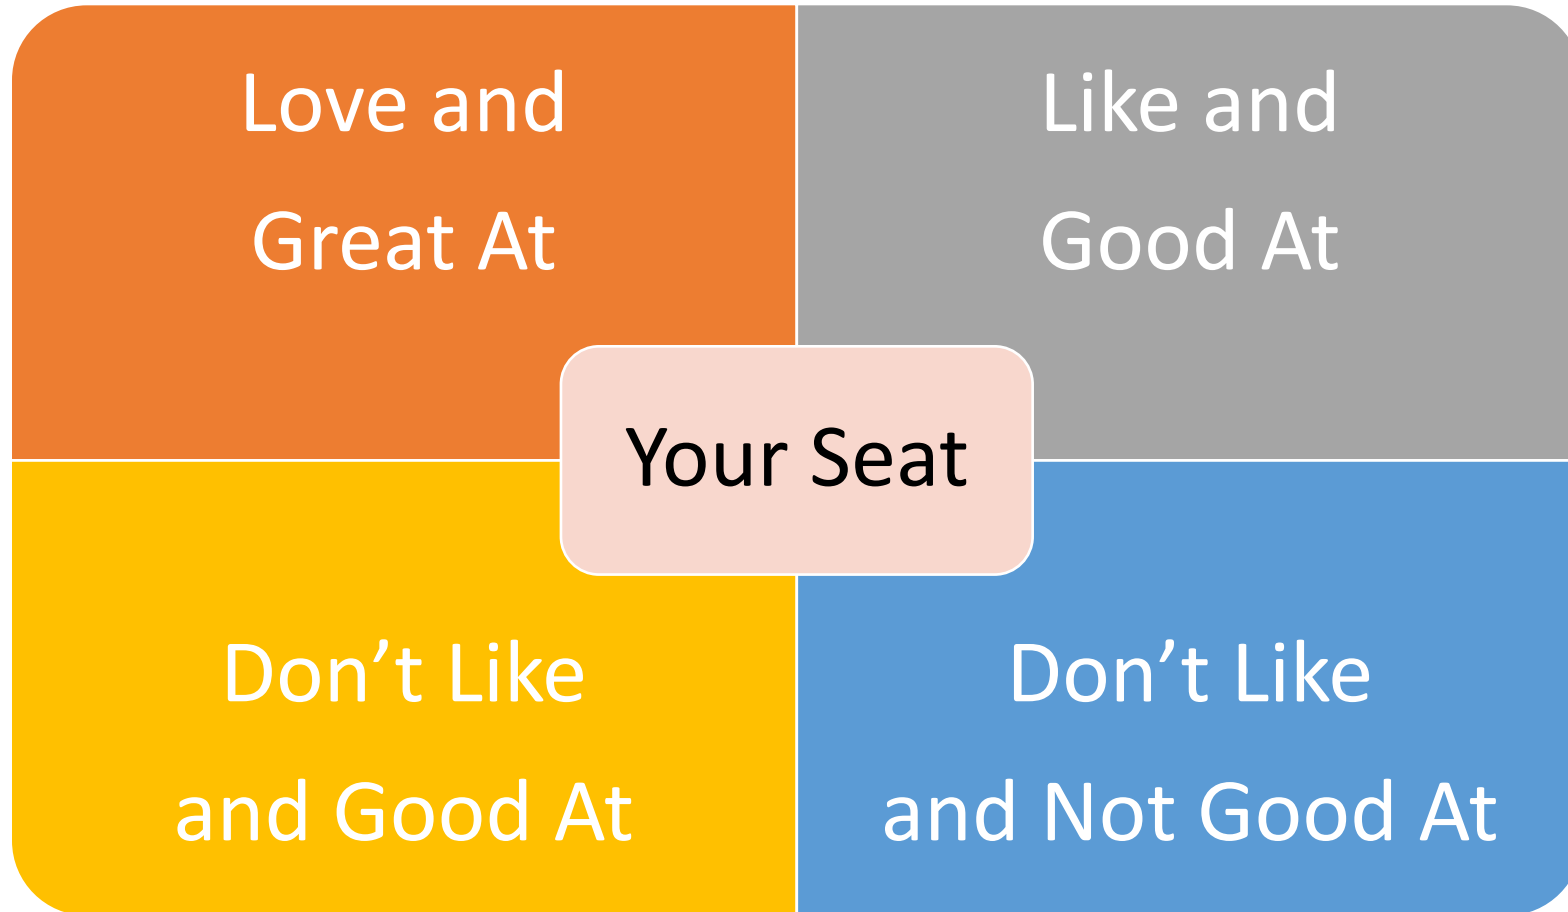 Love and
Great At
Like and
Good At
Your Seat
Don’t Like
and Good At
Don’t Like
and Not Good At